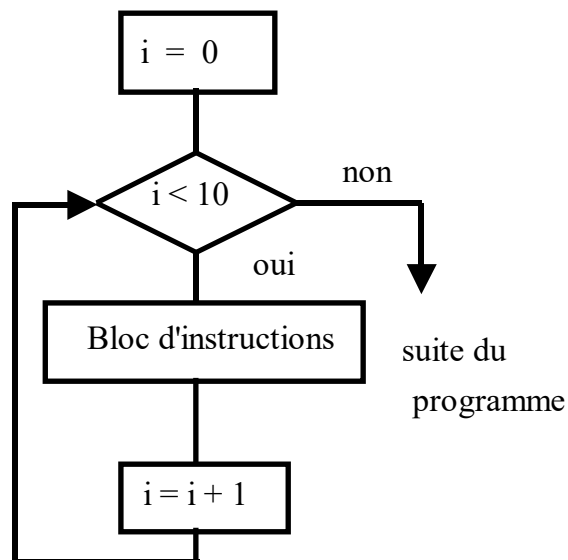 i = 0
i < 10
non
oui
Bloc d'instructions
suite du
programme
i = i + 1